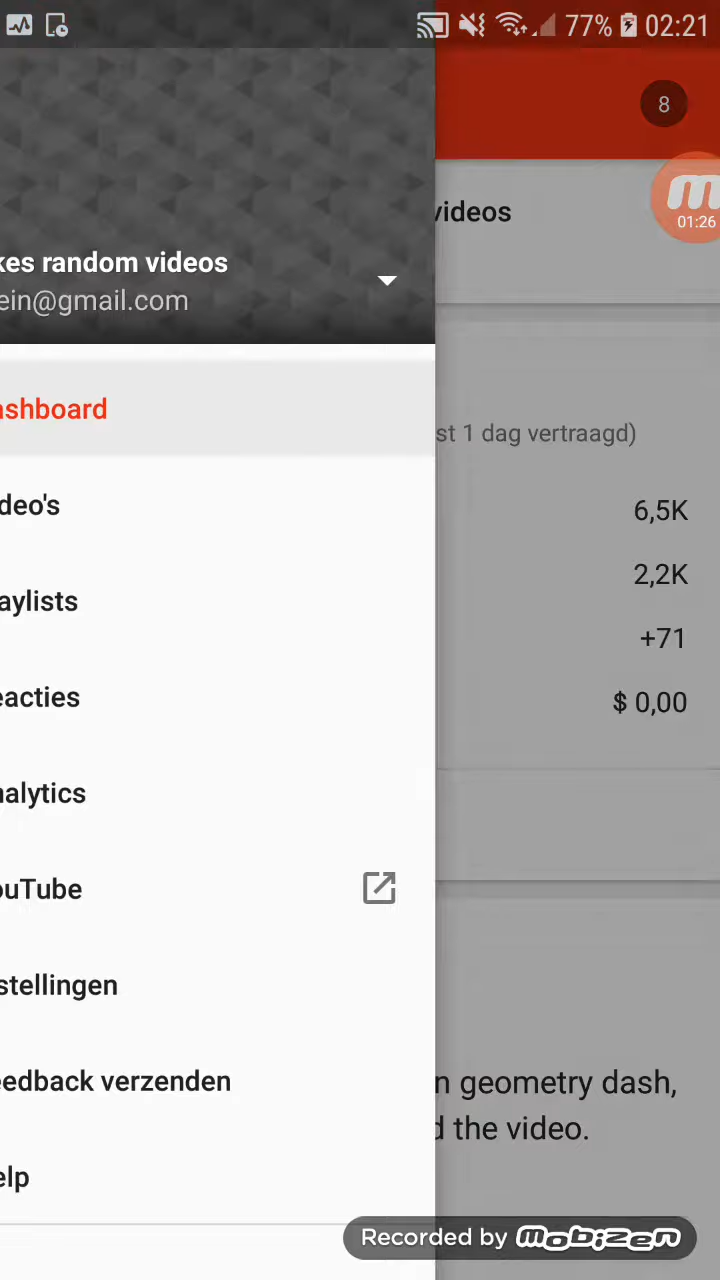 77% 02:21
8
videos
01:26
kes random videos
ein@gmail.com
ashboard
st 1 dag vertraagd)
deo's
6,5K
2,2K
aylists
+71
eacties
$ 0,00
nalytics
ouTube
stellingen
eedback verzenden
n geometry dash,
d the video.
elp
Recorded by mobizen